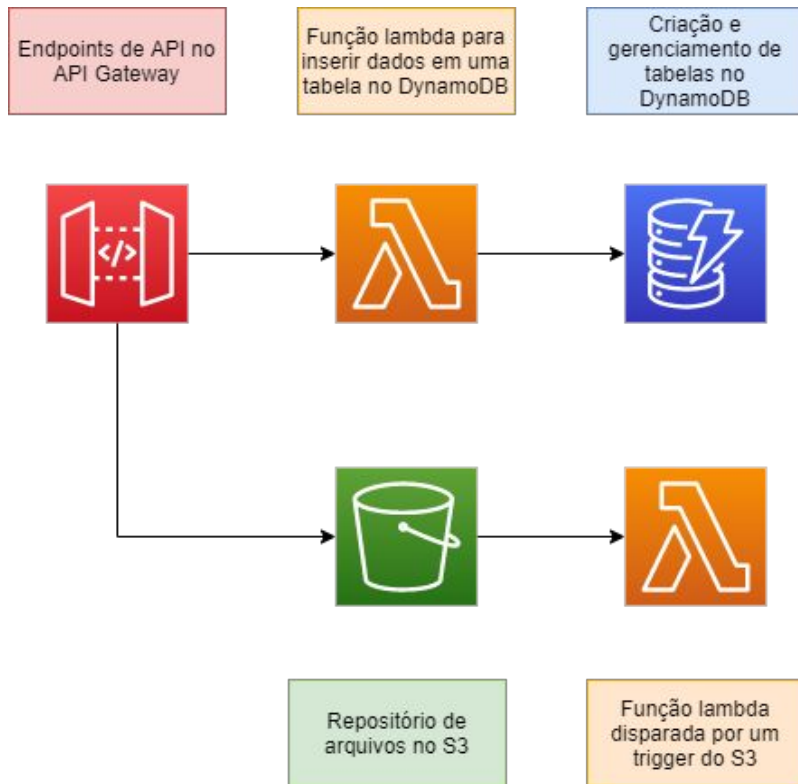 Endpoints de API no
API Gateway
Função lambda para
inserir dados em uma
tabela no DynamoDB
Criação e
gerenciamento de
tabelas no
DynamoDB
</>
Repositório de
arquivos no S3
Função lambda
disparada por um
trigger do S3